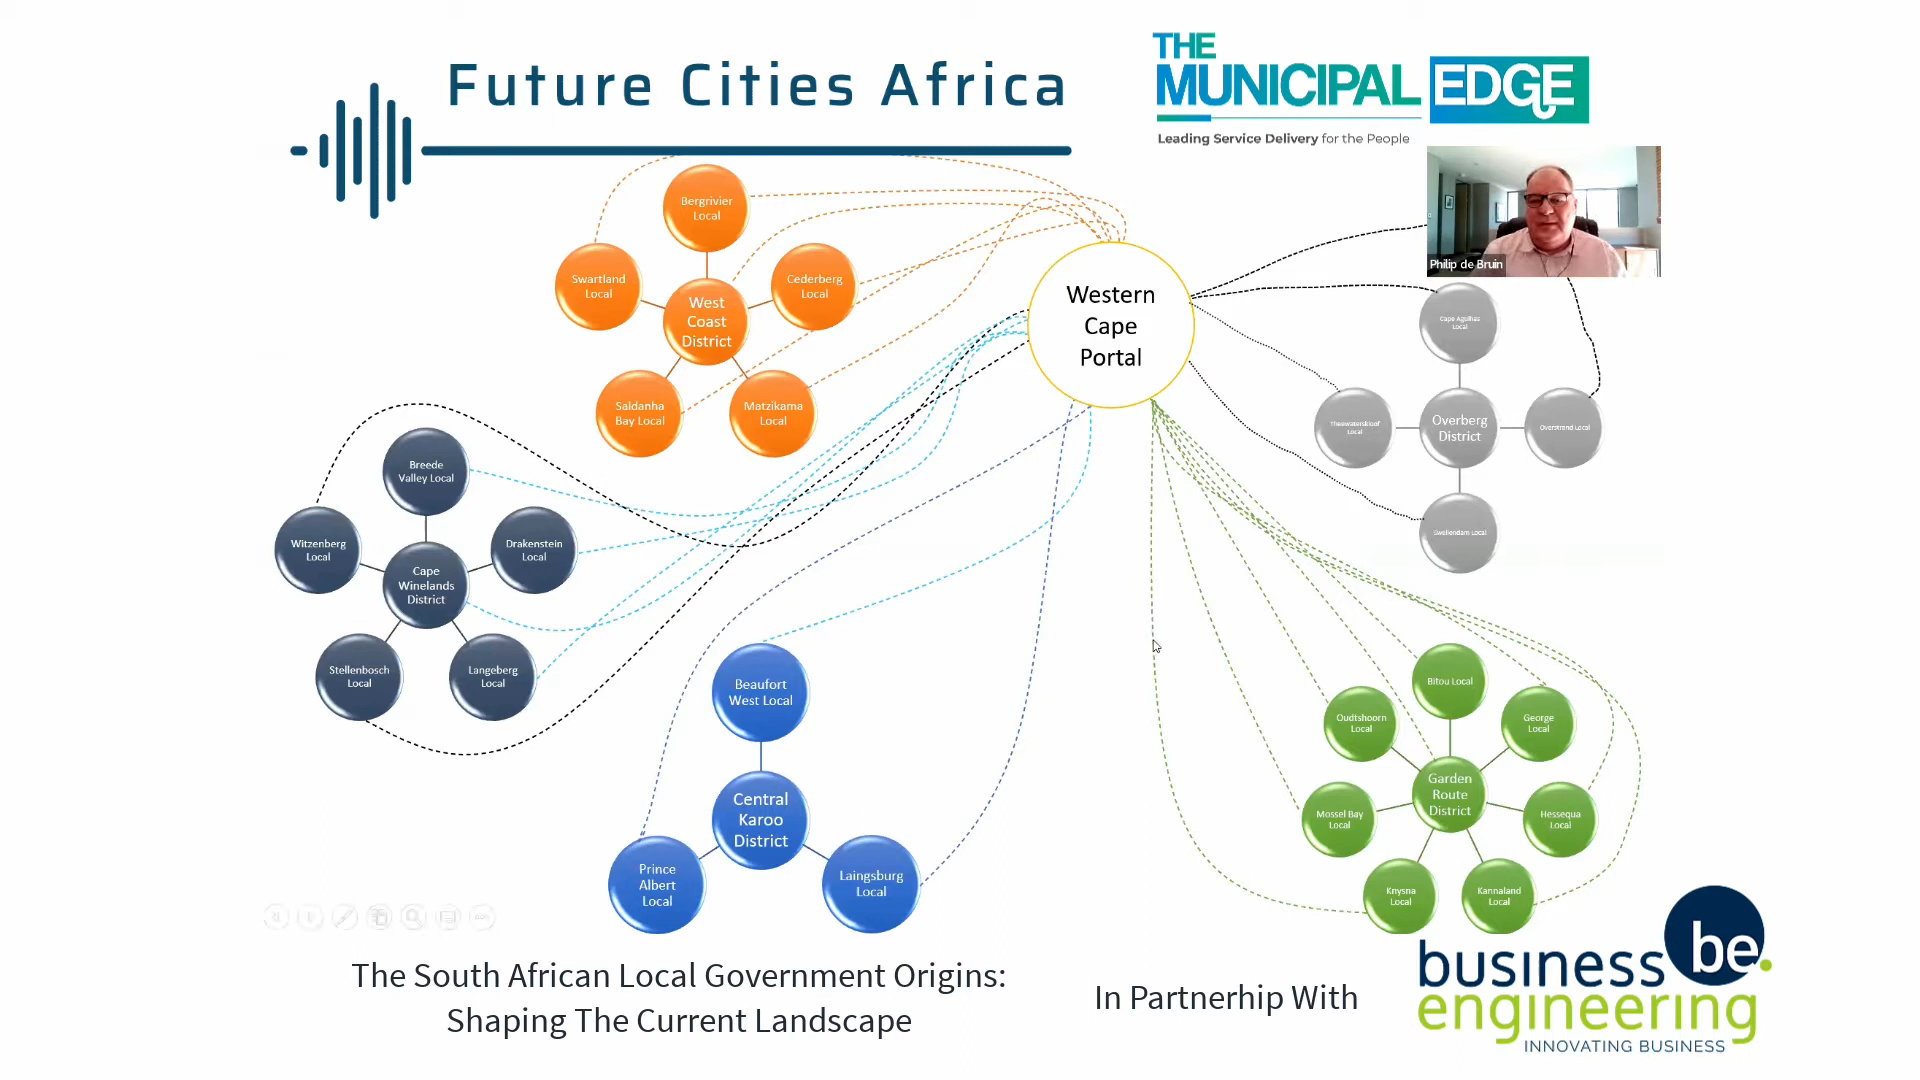 Future Cities Africa
THE
MUNICIPAL EDGE
Leading Service Delivery for the People
Philip de Bruin
Bergrivier
Local
Swartland
Local
Cederberg
Local
West
Coast
District
Saldanha
Bay Local
Matzikama
Local
Western
Cape
Portal
Cape Agulhas
Local
Theewaterskloof
Local
Overberg
District
Overstrand Local
Swellendam Local
Breede
Valley Local
Witzenberg
Local
Drakenstein
Local
Cape
Winelands
District
Stellenbosch
Local
Langeberg
Local
Beaufort
West Local
Central
Karoo
District
Prince
Albert
Local
Laingsburg
Local
Bitou Local
Oudtshoorn
Local
George
Local
Garden
Route
District
Mossel Bay
Local
Hessequa
Local
Knysna
Local
Kannaland
Local
The South African Local Government Origins:
Shaping The Current Landscape
In Partnerhip With
business be.
engineering
INNOVATING BUSINESS